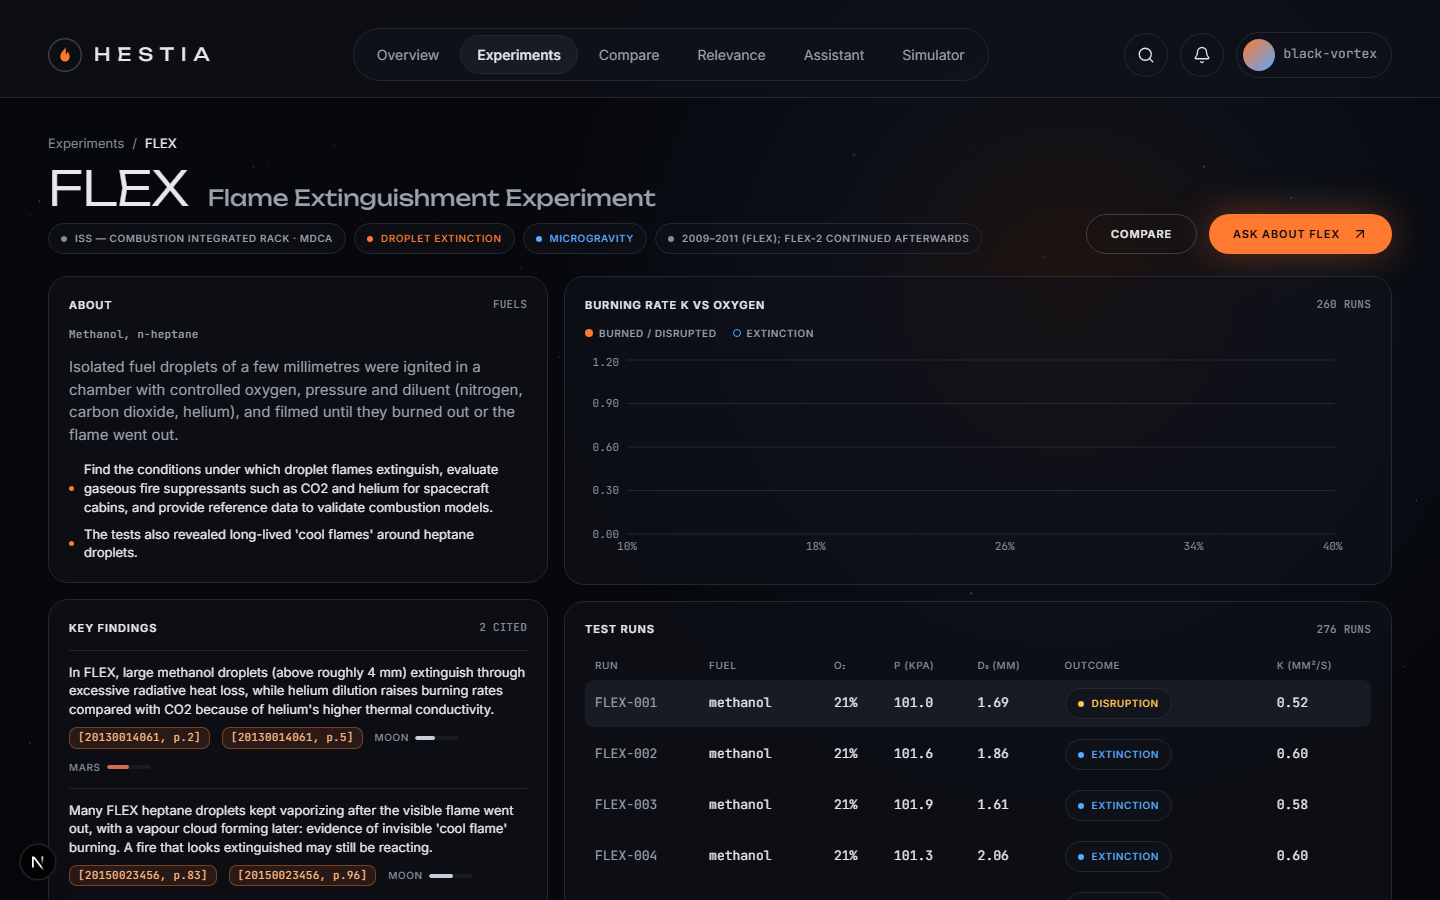 HESTIA
Overview
Experiments
Compare
Relevance
Assistant
Simulator
black-vortex
Experiments / FLEX
FLEX Flame Extinguishment Experiment
ISS — COMBUSTION INTEGRATED RACK · MDCA
DROPLET EXTINCTION
MICROGRAVITY
2009–2011 (FLEX); FLEX-2 CONTINUED AFTERWARDS
COMPARE
ASK ABOUT FLEX
ABOUT
FUELS
Methanol, n-heptane
Isolated fuel droplets of a few millimetres were ignited in a
chamber with controlled oxygen, pressure and diluent (nitrogen,
carbon dioxide, helium), and filmed until they burned out or the
flame went out.
Find the conditions under which droplet flames extinguish, evaluate
gaseous fire suppressants such as CO2 and helium for spacecraft
cabins, and provide reference data to validate combustion models.
The tests also revealed long-lived 'cool flames' around heptane
droplets.
BURNING RATE K VS OXYGEN
260 RUNS
BURNED / DISRUPTED
EXTINCTION
1.20
0.90
0.60
0.30
0.00
10% 18% 26% 34% 40%
KEY FINDINGS
2 CITED
In FLEX, large methanol droplets (above roughly 4 mm) extinguish through
excessive radiative heat loss, while helium dilution raises burning rates
compared with CO2 because of helium's higher thermal conductivity.
[20130014061, p.2] [20130014061, p.5] MOON
MARS
Many FLEX heptane droplets kept vaporizing after the visible flame went
out, with a vapour cloud forming later: evidence of invisible 'cool flame'
burning. A fire that looks extinguished may still be reacting.
[20150023456, p.83] [20150023456, p.96] MOON
TEST RUNS
276 RUNS
RUN FUEL O₂ P (KPA) D₀ (MM) OUTCOME K (MM²/S)
FLEX-001 methanol 21% 101.0 1.69 DISRUPTION 0.52
FLEX-002 methanol 21% 101.6 1.86 EXTINCTION 0.60
FLEX-003 methanol 21% 101.9 1.61 EXTINCTION 0.58
FLEX-004 methanol 21% 101.3 2.06 EXTINCTION 0.60
N